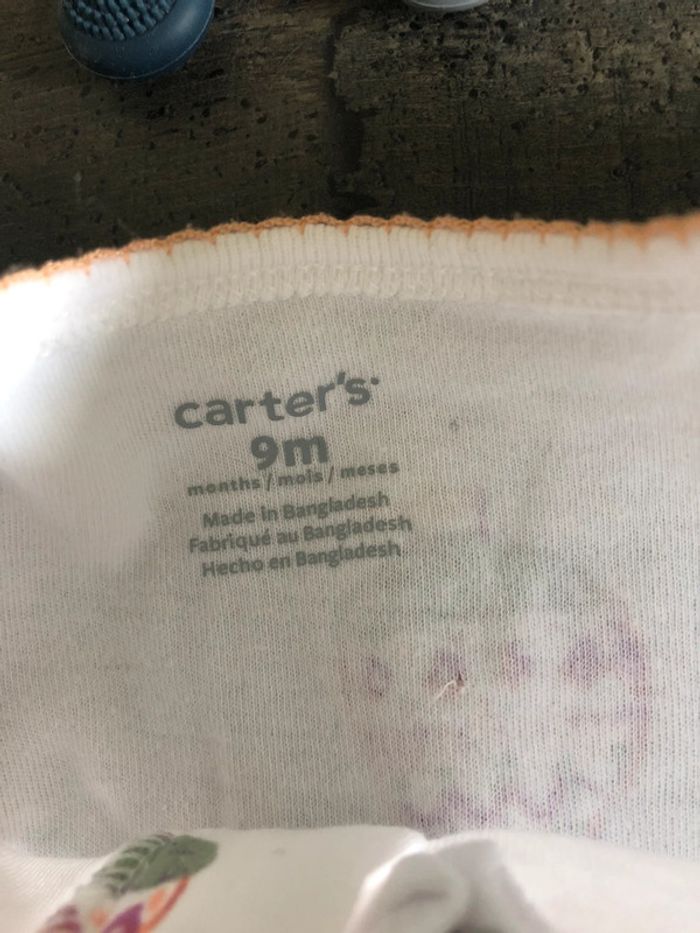 carter's
9m
months / mois / meses
Made in Bangladesh
Fabriqué au Bangladesh
Hecho en Bangladesh